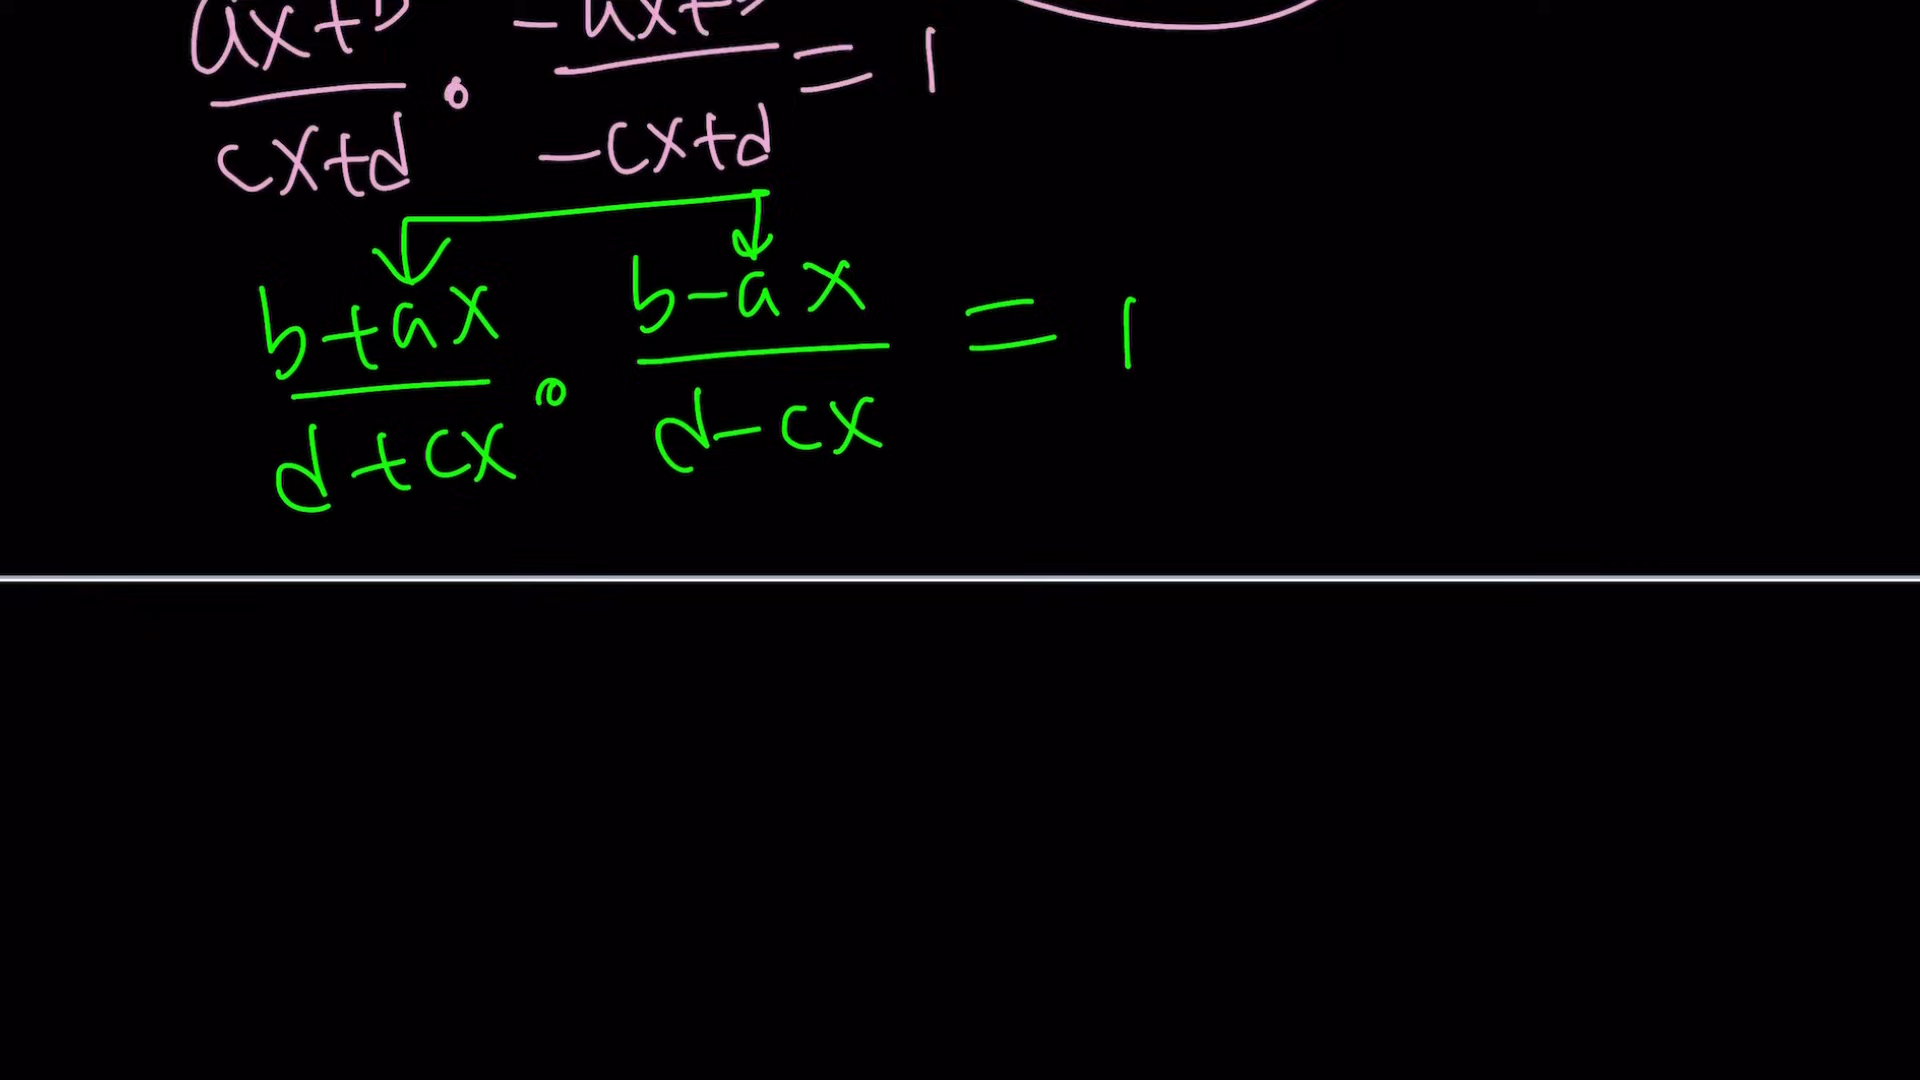 ax+b / cx+d · -ax+b / -cx+d = 1
b+ax / d+cx · b-ax / d-cx = 1